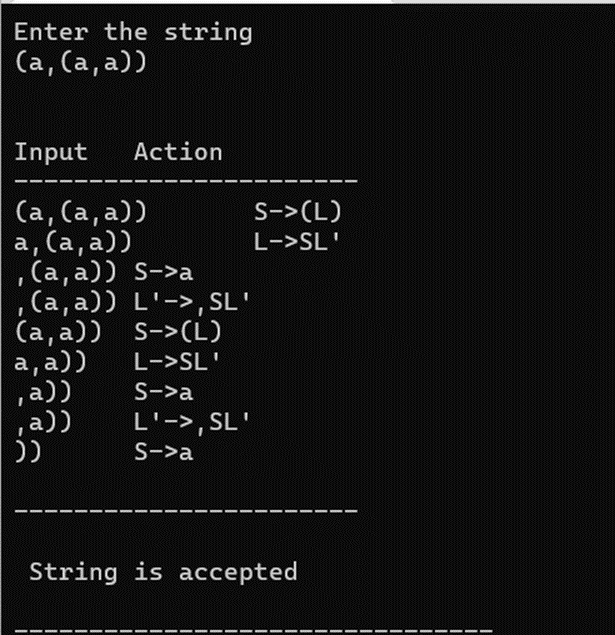 Enter the string
(a,(a,a))
Input   Action
-----------------------
(a,(a,a))       S->(L)
a,(a,a))        L->SL'
,(a,a)) S->a
,(a,a)) L'->,SL'
(a,a))  S->(L)
a,a))   L->SL'
,a))    S->a
,a))    L'->,SL'
))      S->a
-----------------------
 String is accepted
--------------------------------